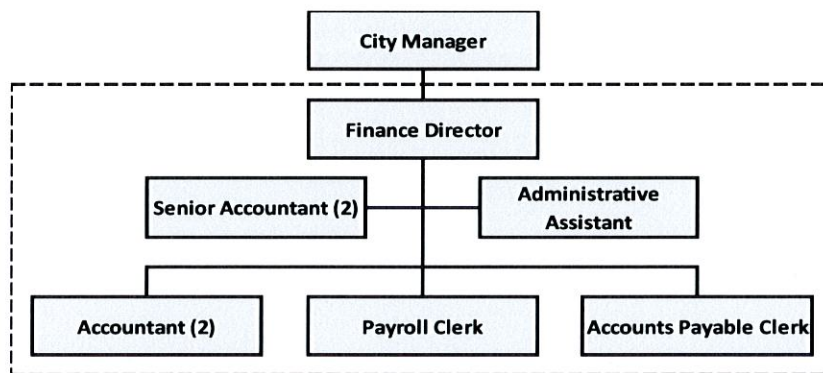 City Manager
Finance Director
Senior Accountant (2)
Administrative
Assistant
Accountant (2)
Payroll Clerk
Accounts Payable Clerk